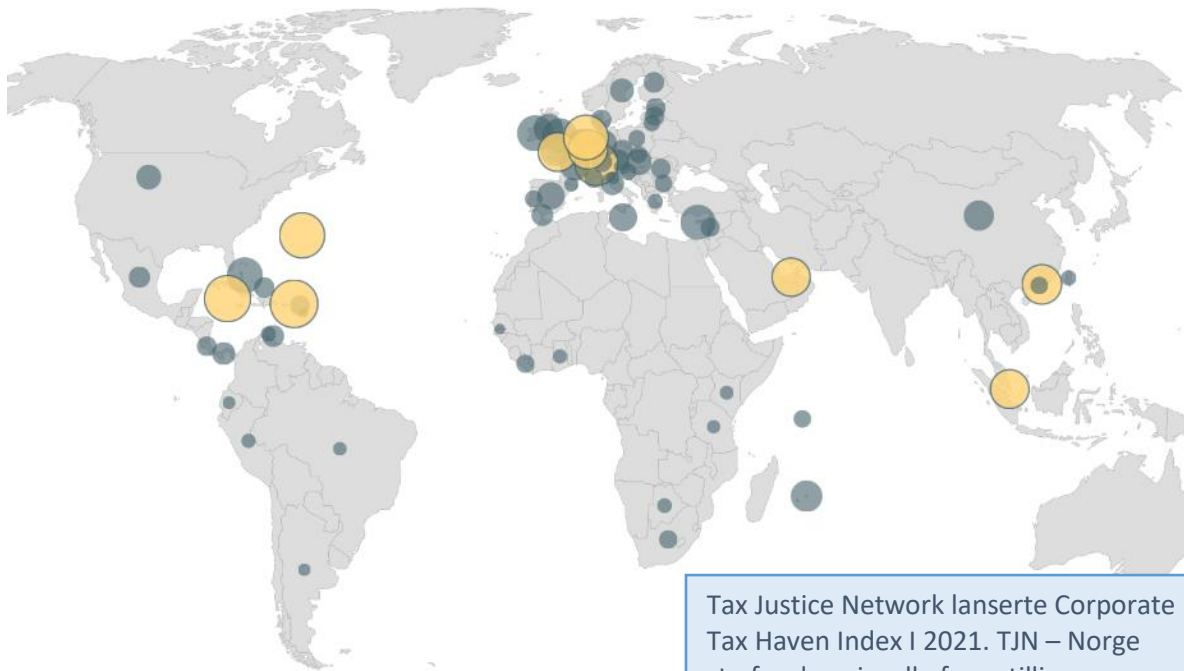 Tax Justice Network lanserte Corporate
Tax Haven Index I 2021. TJN – Norge